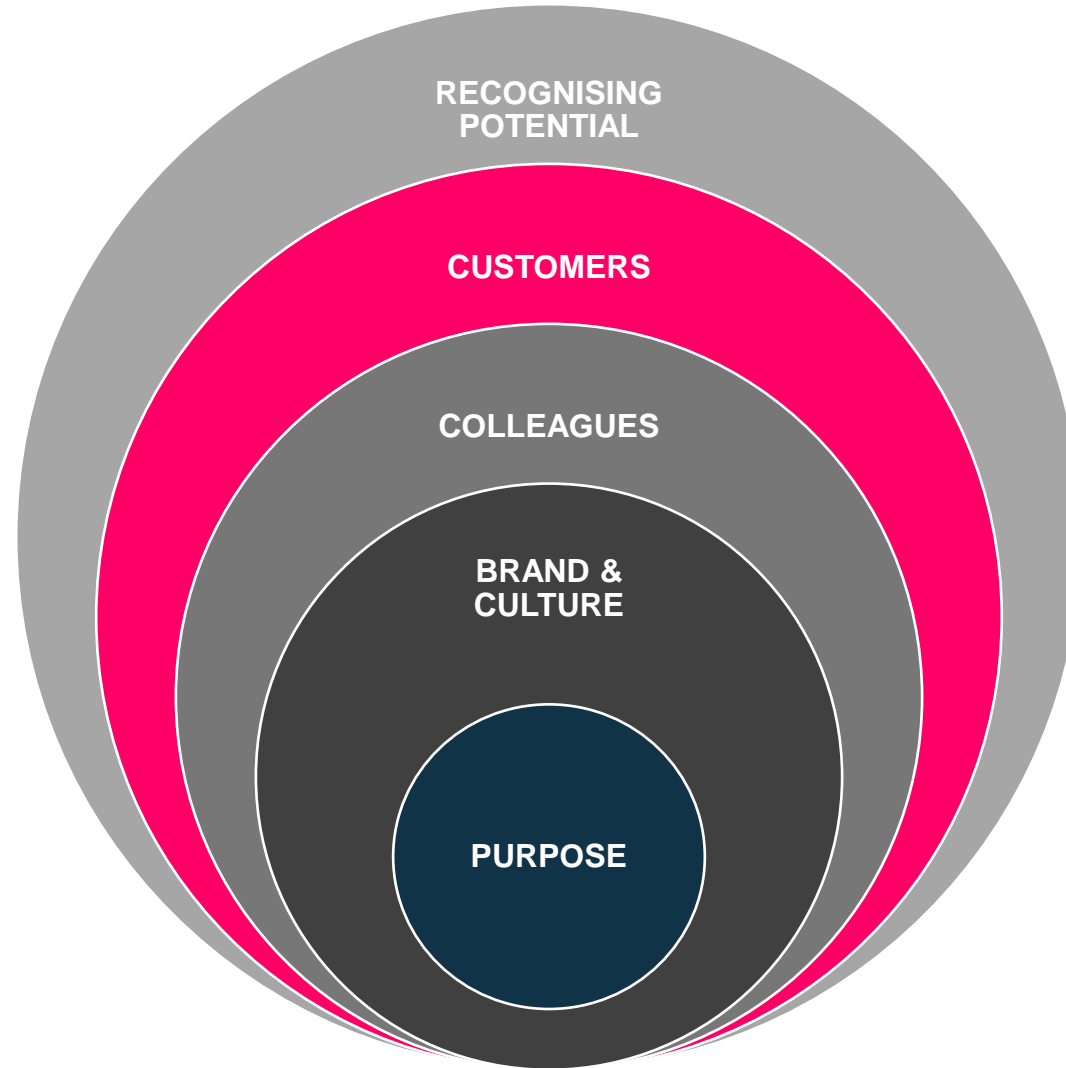 RECOGNISING
POTENTIAL
CUSTOMERS
COLLEAGUES
BRAND &
CULTURE
PURPOSE